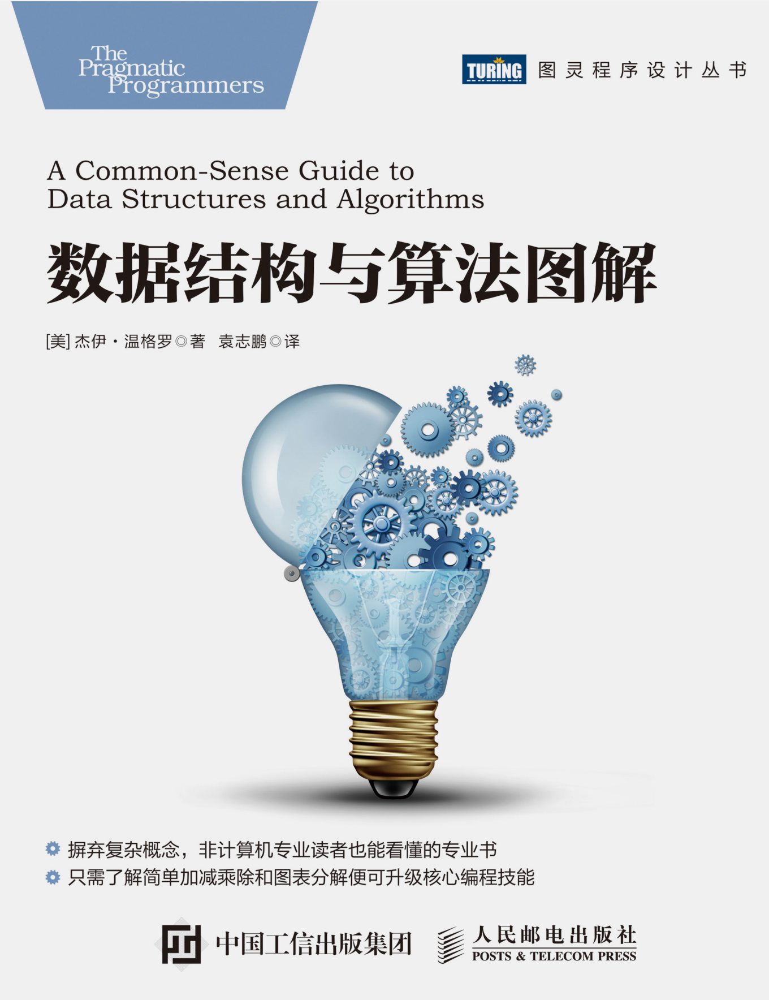 The
Pragmatic
Programmers
TURING
图灵程序设计丛书
A Common-Sense Guide to
Data Structures and Algorithms
数据结构与算法图解
[美] 杰伊·温格罗◎著 袁志鹏◎译
摒弃复杂概念，非计算机专业读者也能看懂的专业书
只需了解简单加减乘除和图表分解便可升级核心编程技能
中国工信出版集团
人民邮电出版社
POSTS & TELECOM PRESS